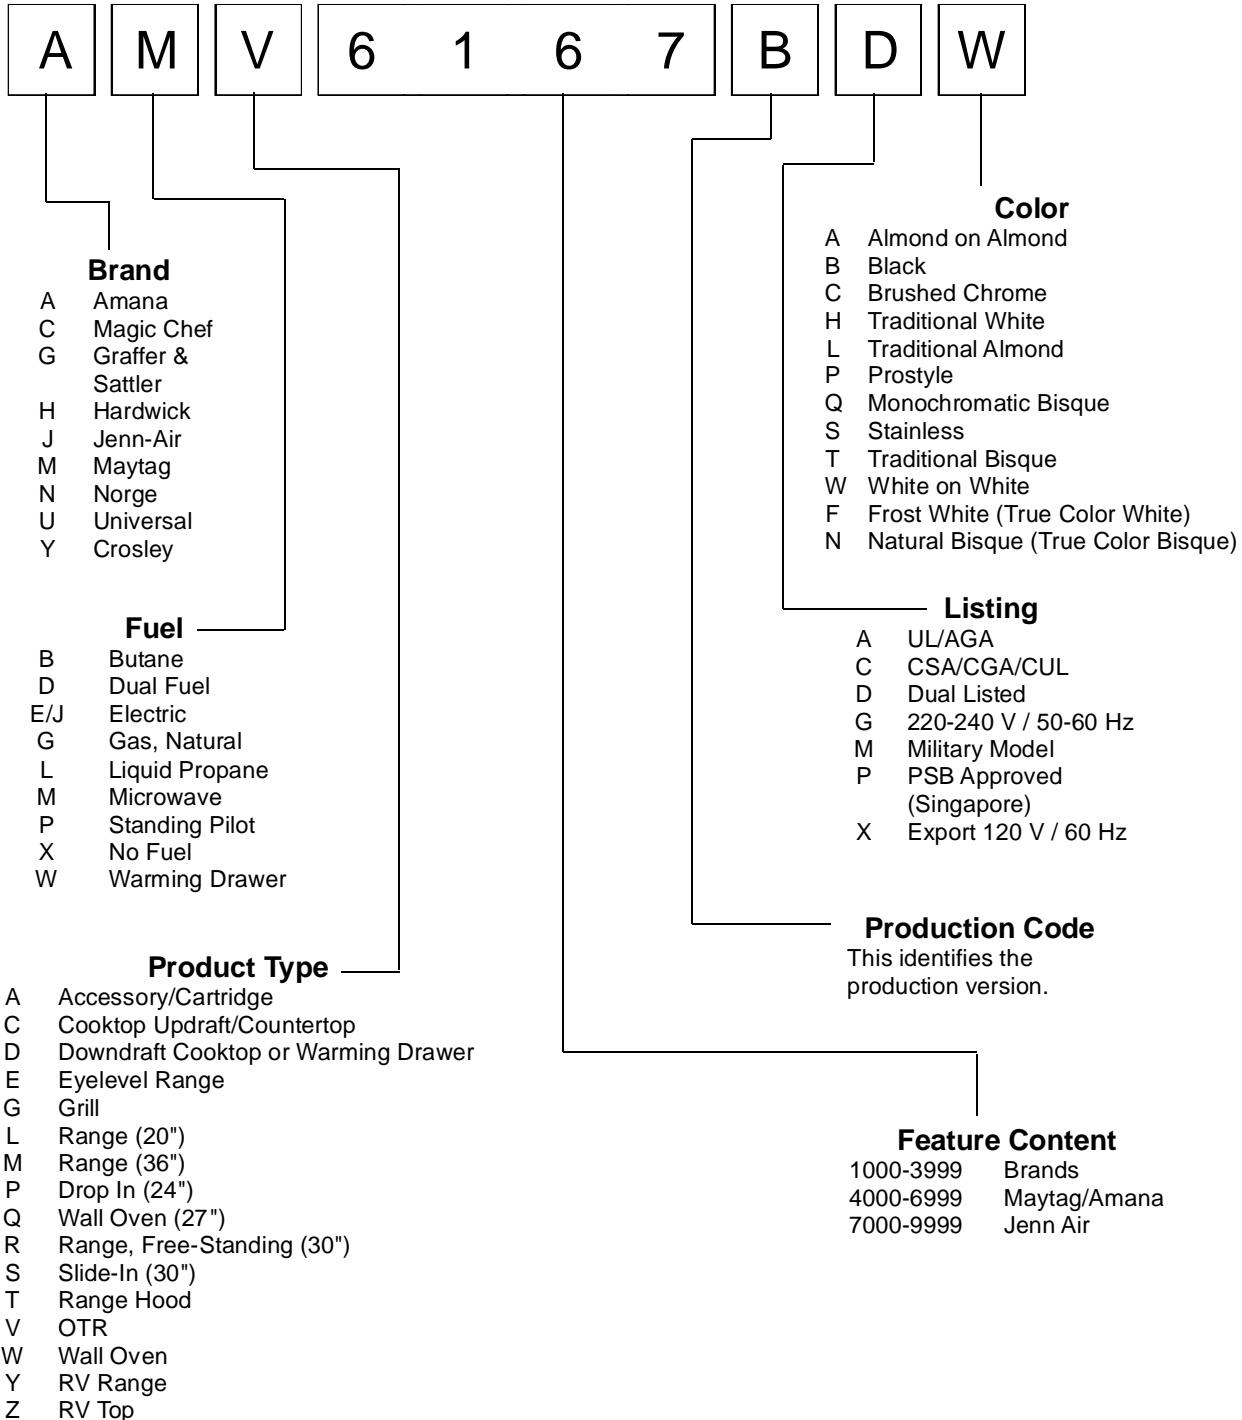 A M V 6 1 6 7 B D W
Brand
A Amana
C Magic Chef
G Graffer &
Sattler
H Hardwick
J Jenn-Air
M Maytag
N Norge
U Universal
Y Crosley
Fuel
B Butane
D Dual Fuel
E/J Electric
G Gas, Natural
L Liquid Propane
M Microwave
P Standing Pilot
X No Fuel
W Warming Drawer
Product Type
A Accessory/Cartridge
C Cooktop Updraft/Countertop
D Downdraft Cooktop or Warming Drawer
E Eyelevel Range
G Grill
L Range (20")
M Range (36")
P Drop In (24")
Q Wall Oven (27")
R Range, Free-Standing (30")
S Slide-In (30")
T Range Hood
V OTR
W Wall Oven
Y RV Range
Z RV Top
Color
A Almond on Almond
B Black
C Brushed Chrome
H Traditional White
L Traditional Almond
P Prostyle
Q Monochromatic Bisque
S Stainless
T Traditional Bisque
W White on White
F Frost White (True Color White)
N Natural Bisque (True Color Bisque)
Listing
A UL/AGA
C CSA/CGA/CUL
D Dual Listed
G 220-240 V / 50-60 Hz
M Military Model
P PSB Approved
(Singapore)
X Export 120 V / 60 Hz
Production Code
This identifies the
production version.
Feature Content
1000-3999 Brands
4000-6999 Maytag/Amana
7000-9999 Jenn Air